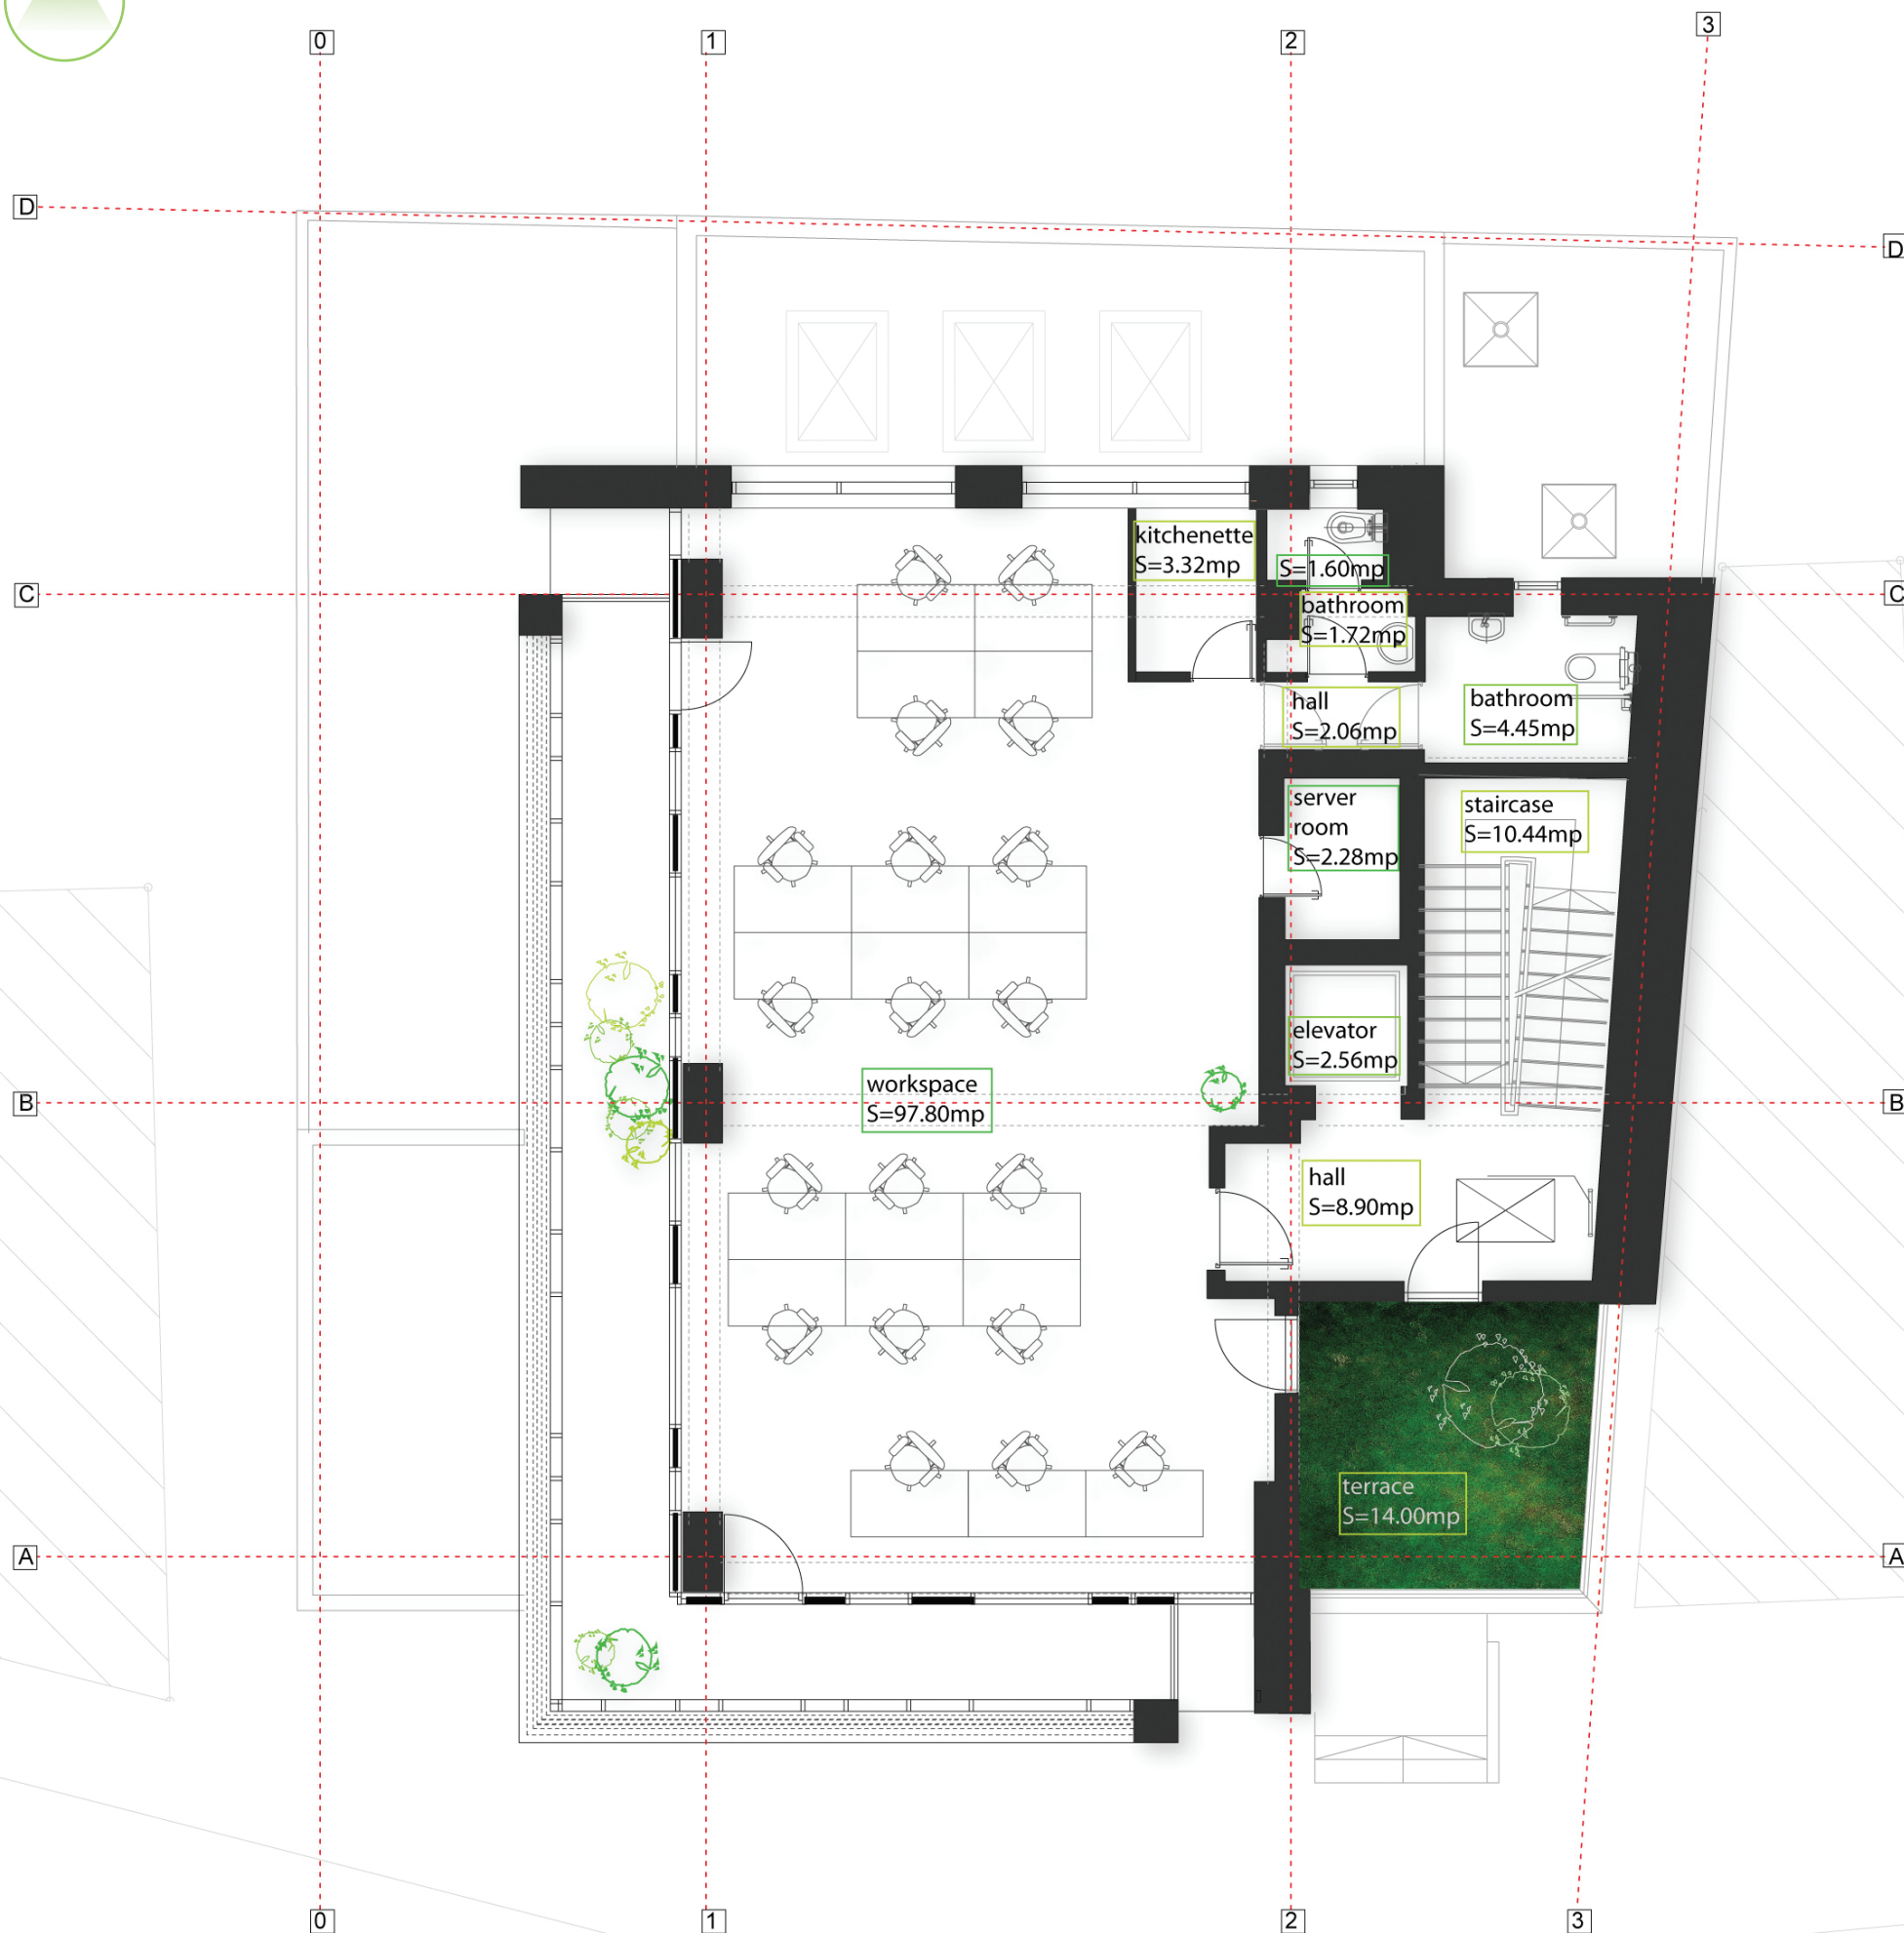 0
1
2
3
D
D
kitchenette
S=3.32mp
S=1.60mp
C
C
bathroom
S=1.72mp
hall
S=2.06mp
bathroom
S=4.45mp
server
room
S=2.28mp
staircase
S=10.44mp
elevator
S=2.56mp
workspace
S=97.80mp
B
B
hall
S=8.90mp
terrace
S=14.00mp
A
A
0
1
2
3